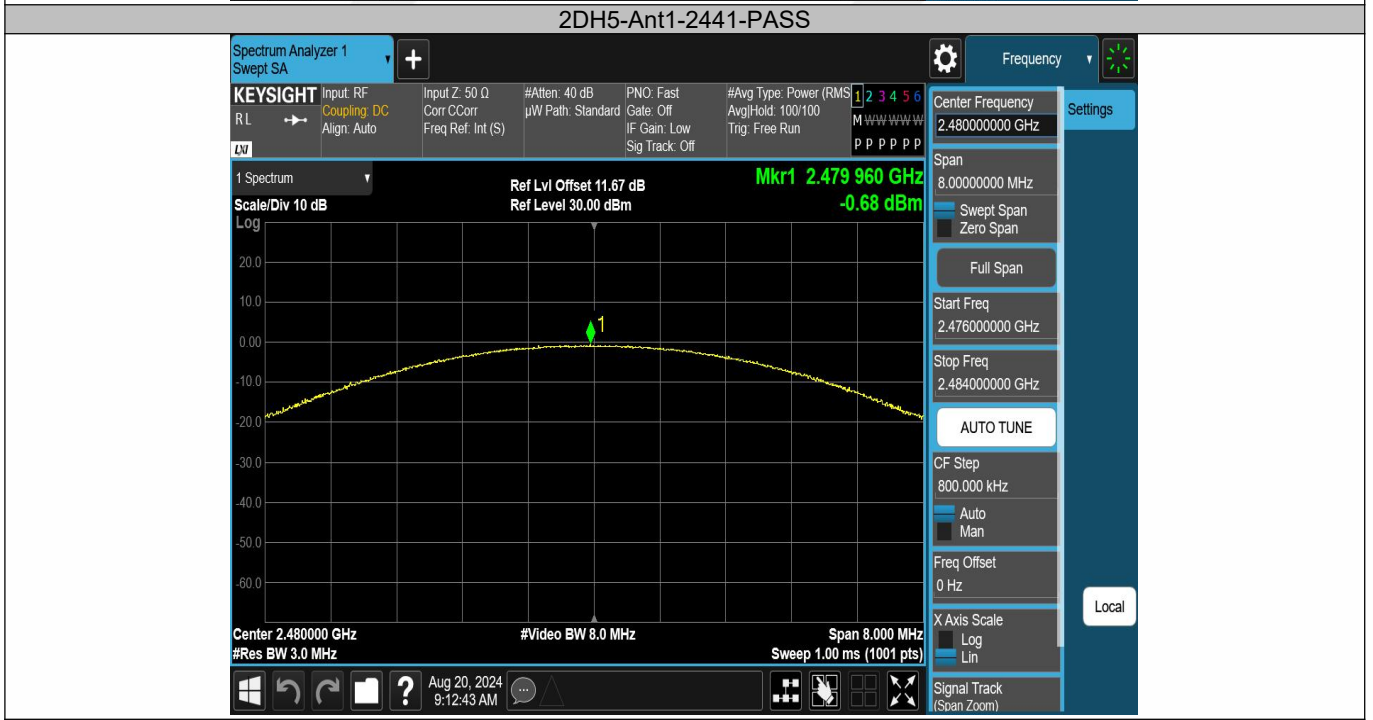 2DH5-Ant1-2441-PASS
Spectrum Analyzer 1
Swept SA
Frequency
KEYSIGHT
RL
LXI
Input: RF
Coupling: DC
Align: Auto
Input Z: 50 Ω
Corr CCorr
Freq Ref: Int (S)
#Atten: 40 dB
µW Path: Standard
PNO: Fast
Gate: Off
IF Gain: Low
Sig Track: Off
#Avg Type: Power (RMS
Avg|Hold: 100/100
Trig: Free Run
1 2 3 4 5 6
M W W W W W
P P P P P P
1 Spectrum
Scale/Div 10 dB
Ref Lvl Offset 11.67 dB
Ref Level 30.00 dBm
Mkr1 2.479 960 GHz
-0.68 dBm
Log
20.0
10.0
1
0.00
-10.0
-20.0
-30.0
-40.0
-50.0
-60.0
Center 2.480000 GHz
#Res BW 3.0 MHz
#Video BW 8.0 MHz
Span 8.000 MHz
Sweep 1.00 ms (1001 pts)
Center Frequency
2.480000000 GHz
Settings
Span
8.00000000 MHz
Swept Span
Zero Span
Full Span
Start Freq
2.476000000 GHz
Stop Freq
2.484000000 GHz
AUTO TUNE
CF Step
800.000 kHz
Auto
Man
Freq Offset
0 Hz
X Axis Scale
Log
Lin
Local
Signal Track
(Span Zoom)
?
Aug 20, 2024
9:12:43 AM